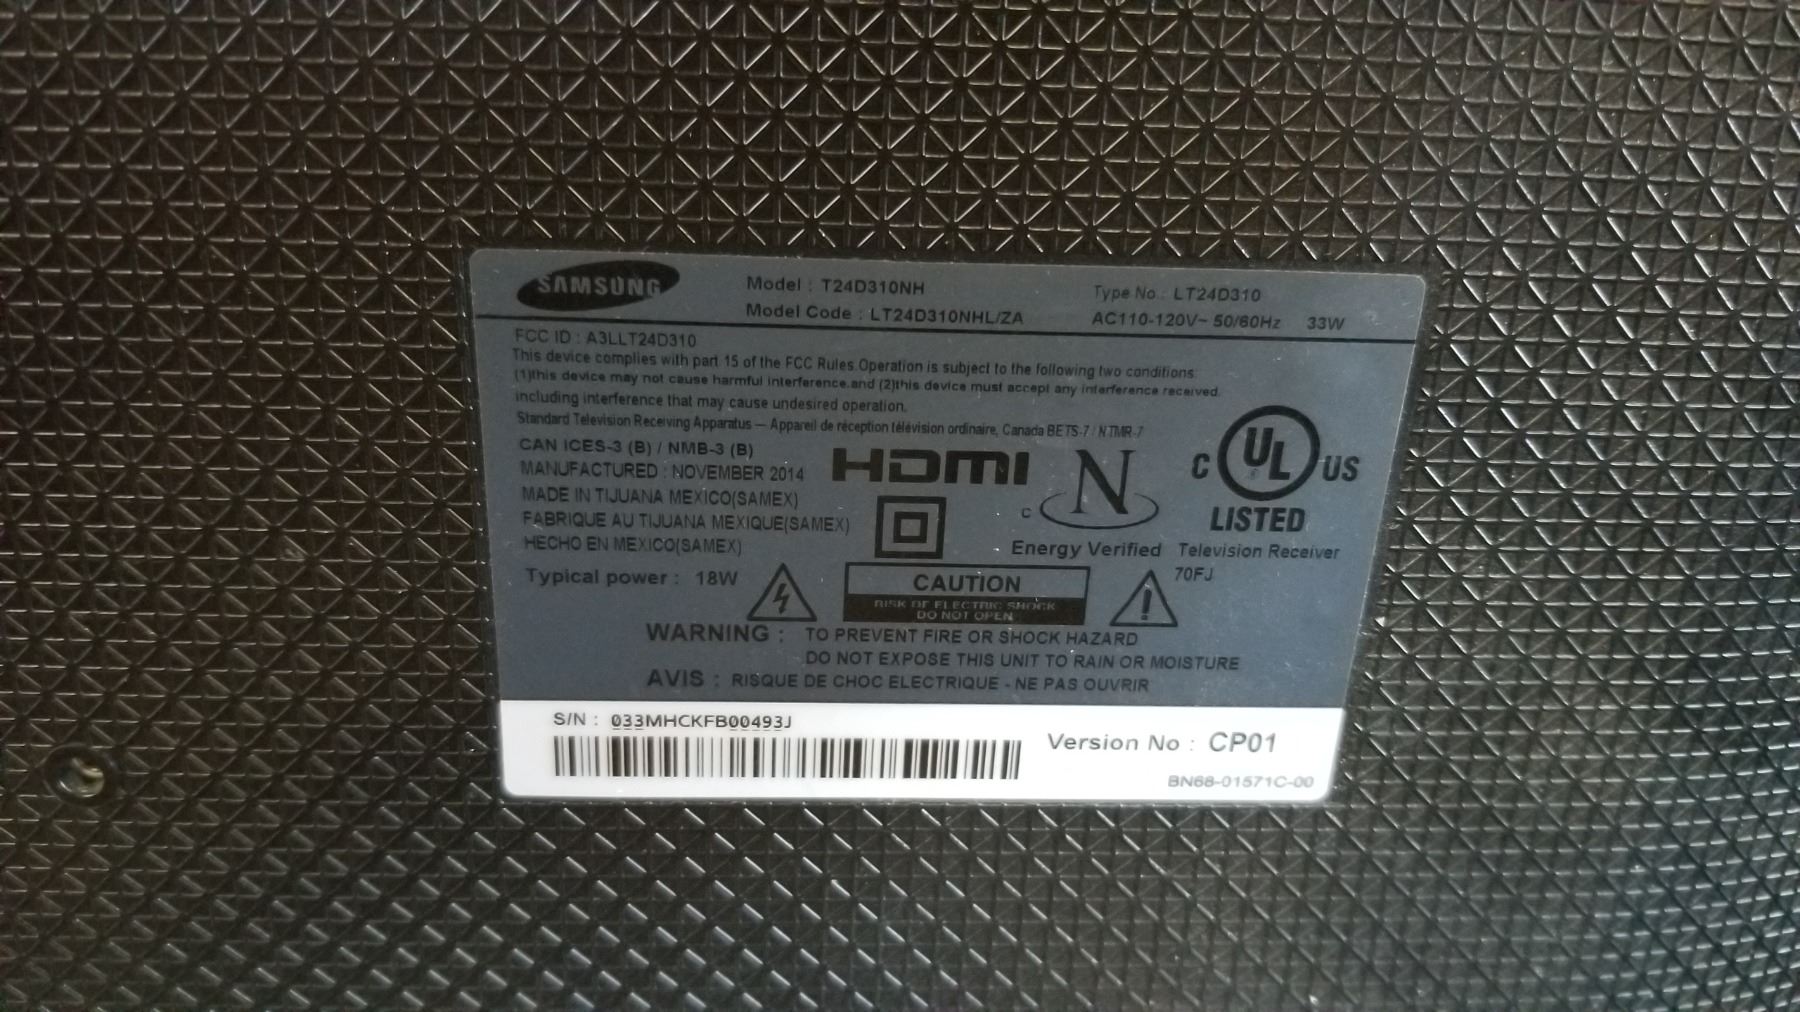 SAMSUNG
Model : T24D310NH
Type No : LT24D310
Model Code : LT24D310NHL/ZA
AC110-120V~ 50/60Hz 33W
FCC ID : A3LLT24D310
This device complies with part 15 of the FCC Rules.Operation is subject to the following two conditions:
(1)this device may not cause harmful interference.and (2)this device must accept any interference received.
including interference that may cause undesired operation.
Standard Television Receiving Apparatus — Appareil de réception télévision ordinaire, Canada BETS-7 / NTMR-7
CAN ICES-3 (B) / NMB-3 (B)
MANUFACTURED : NOVEMBER 2014
MADE IN TIJUANA MEXICO(SAMEX)
FABRIQUE AU TIJUANA MEXIQUE(SAMEX)
HECHO EN MEXICO(SAMEX)
HDMI
C N
Energy Verified
C UL US
LISTED
Television Receiver
70FJ
Typical power : 18W
CAUTION
RISK OF ELECTRIC SHOCK
DO NOT OPEN
WARNING : TO PREVENT FIRE OR SHOCK HAZARD
DO NOT EXPOSE THIS UNIT TO RAIN OR MOISTURE
AVIS : RISQUE DE CHOC ELECTRIQUE - NE PAS OUVRIR
S/N : 033MHCKFB00493J
Version No : CP01
BN68-01571C-00